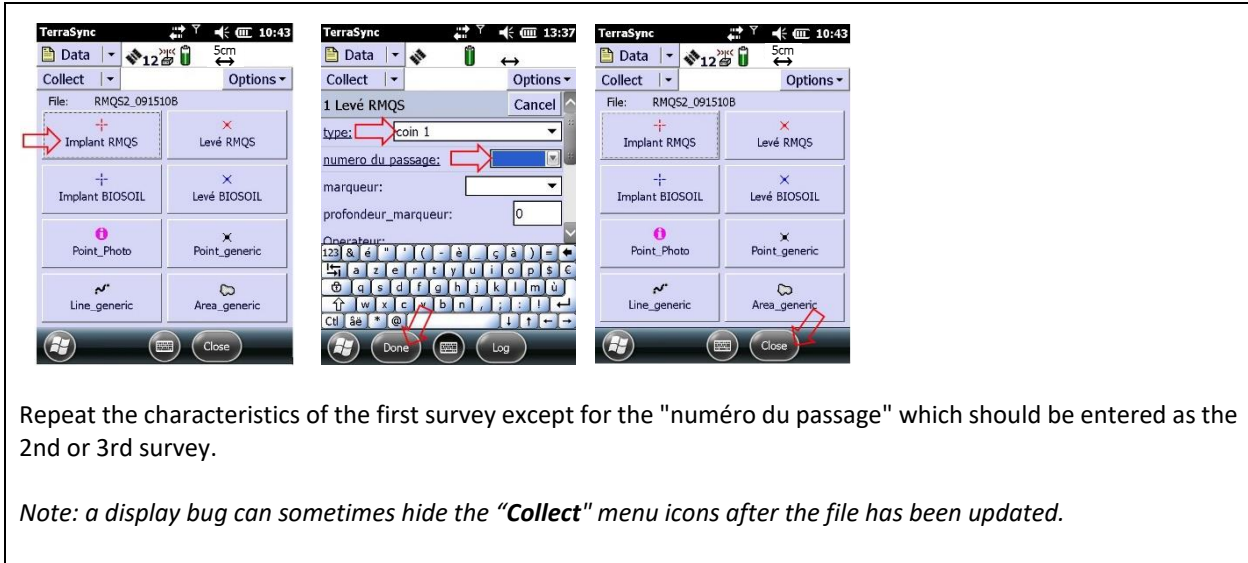 TerraSync 10:43
Data 12 5cm
Collect Options
File: RMQS2_091510B
Implant RMQS Levé RMQS
Implant BIOSOIL Levé BIOSOIL
Point_Photo Point_generic
Line_generic Area_generic
Close
TerraSync 13:37
Data
Collect Options
1 Levé RMQS Cancel
type: coin 1
numero du passage:
marqueur:
profondeur_marqueur: 0
Operateur:
123 & é " ' ( - è _ ç à ) =
a z e r t y u i o p $ €
q s d f g h j k l m ù
w x c v b n , ; : !
Ctl âë * @
Done Log
TerraSync 10:43
Data 12 5cm
Collect Options
File: RMQS2_091510B
Implant RMQS Levé RMQS
Implant BIOSOIL Levé BIOSOIL
Point_Photo Point_generic
Line_generic Area_generic
Close
Repeat the characteristics of the first survey except for the "numéro du passage" which should be entered as the
2nd or 3rd survey.
Note: a display bug can sometimes hide the “Collect" menu icons after the file has been updated.